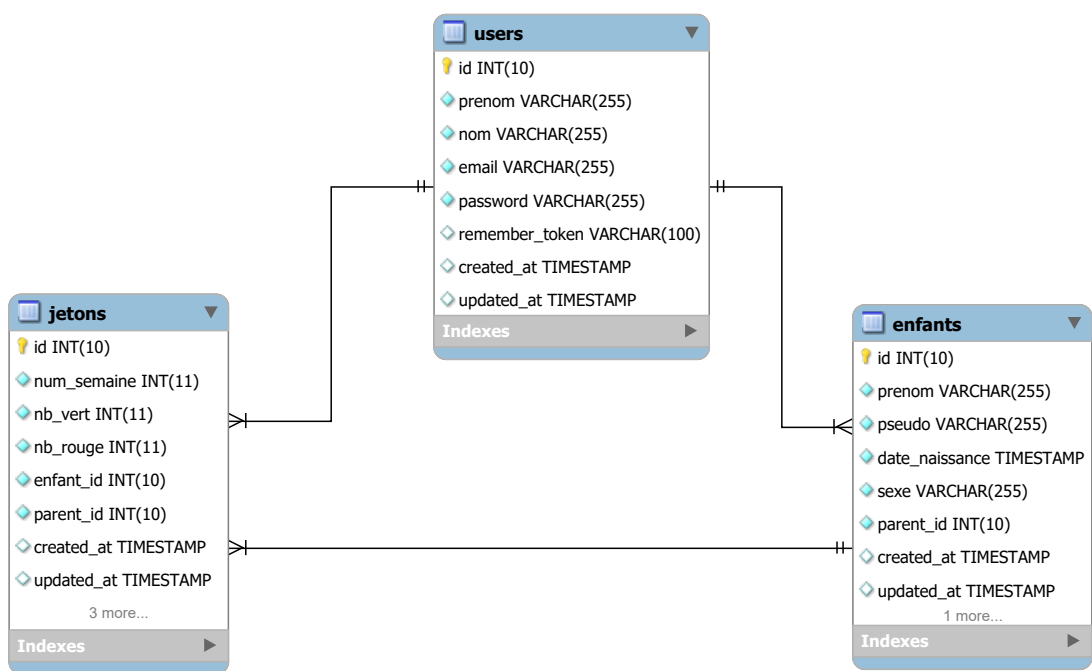 users
id INT(10)
prenom VARCHAR(255)
nom VARCHAR(255)
email VARCHAR(255)
password VARCHAR(255)
remember_token VARCHAR(100)
created_at TIMESTAMP
updated_at TIMESTAMP
Indexes
jetons
id INT(10)
num_semaine INT(11)
nb_vert INT(11)
nb_rouge INT(11)
enfant_id INT(10)
parent_id INT(10)
created_at TIMESTAMP
updated_at TIMESTAMP
3 more...
Indexes
enfants
id INT(10)
prenom VARCHAR(255)
pseudo VARCHAR(255)
date_naissance TIMESTAMP
sexe VARCHAR(255)
parent_id INT(10)
created_at TIMESTAMP
updated_at TIMESTAMP
1 more...
Indexes